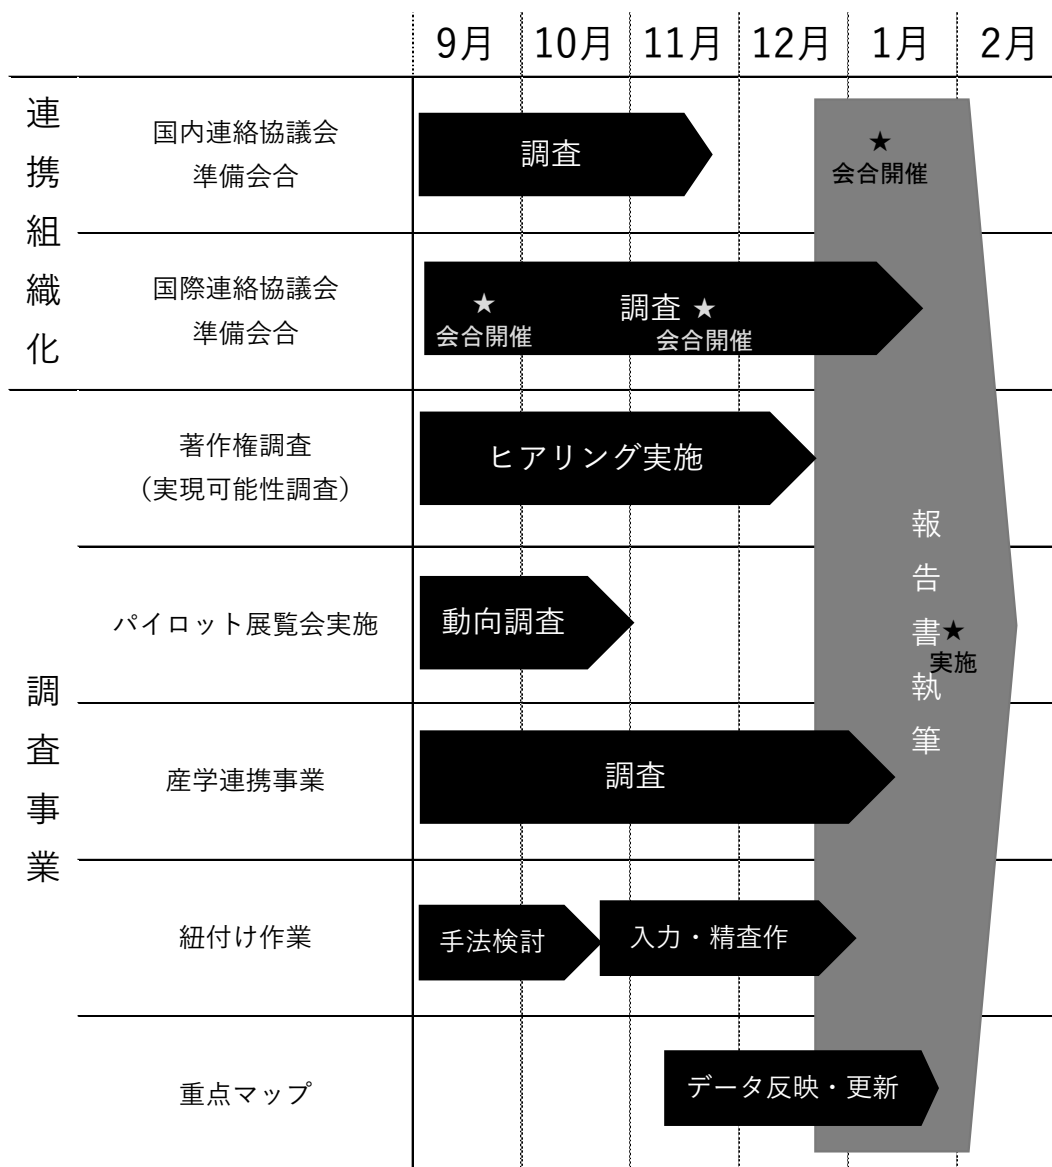 9月 10月 11月 12月 1月 2月
連携組織化
国内連絡協議会
準備会合
調査
★
会合開催
国際連絡協議会
準備会合
★
会合開催
調査 ★
会合開催
調査事業
著作権調査
（実現可能性調査）
ヒアリング実施
パイロット展覧会実施
動向調査
★
実施
産学連携事業
調査
紐付け作業
手法検討
入力・精査作
重点マップ
データ反映・更新
報告書執筆